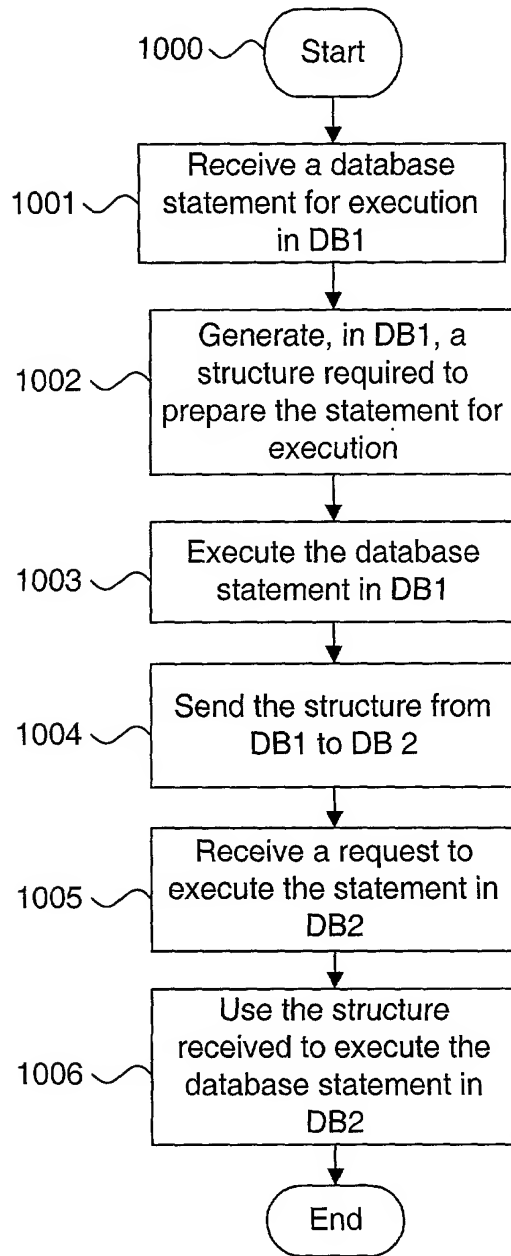 1000
Start
1001
Receive a database
statement for execution
in DB1
1002
Generate, in DB1, a
structure required to
prepare the statement for
execution
1003
Execute the database
statement in DB1
1004
Send the structure from
DB1 to DB 2
1005
Receive a request to
execute the statement in
DB2
1006
Use the structure
received to execute the
database statement in
DB2
End